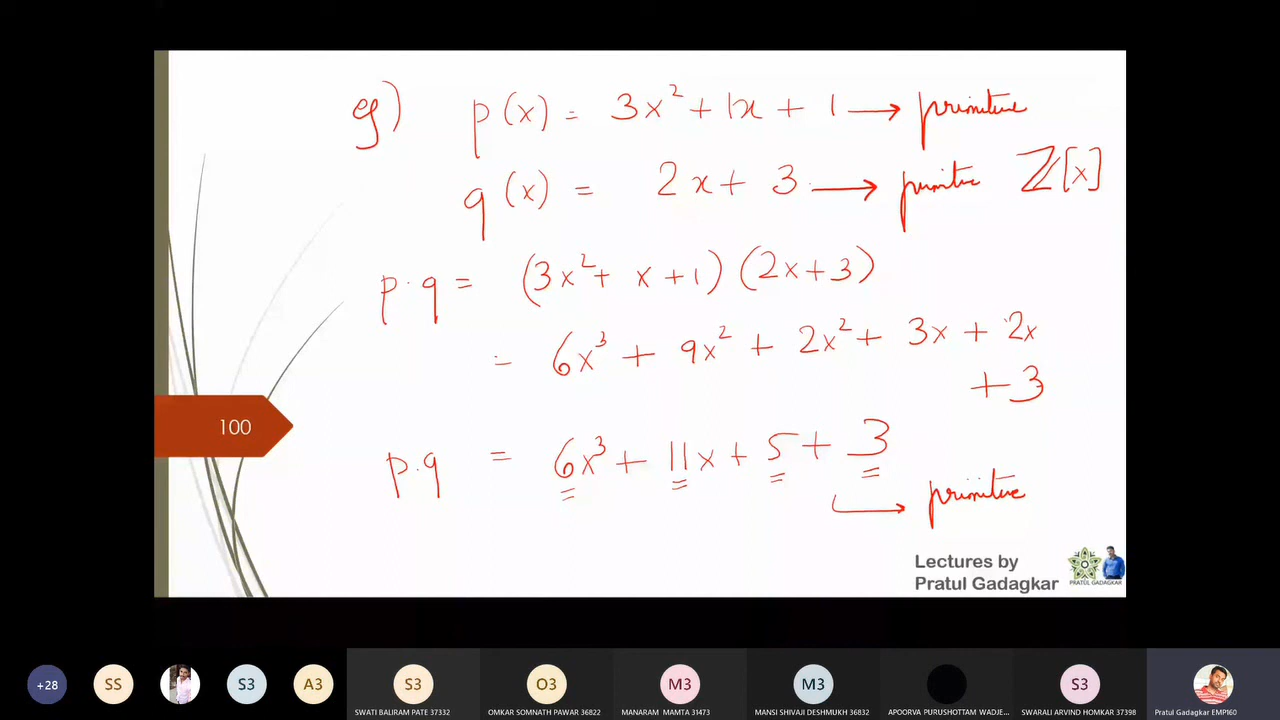 eg) p(x) = 3x² + 1x + 1 → primitive
q(x) = 2x + 3 → primitive ℤ[x]
p·q = (3x² + x + 1) (2x + 3)
= 6x³ + 9x² + 2x² + 3x + 2x
+ 3
p.q = 6x³ + 11x + 5 + 3
→ primitive
100
Lectures by
Pratul Gadagkar
PRATUL GADAGKAR
+28 SS S3 A3 S3 O3 M3 M3 S3
SWATI BALIRAM PATE 37332 OMKAR SOMNATH PAWAR 36822 MANARAM MAMTA 31473 MANSI SHIVAJI DESHMUKH 36832 APOORVA PURUSHOTTAM WADJE... SWARALI ARVIND HOMKAR 37398 Pratul Gadagkar EMP160